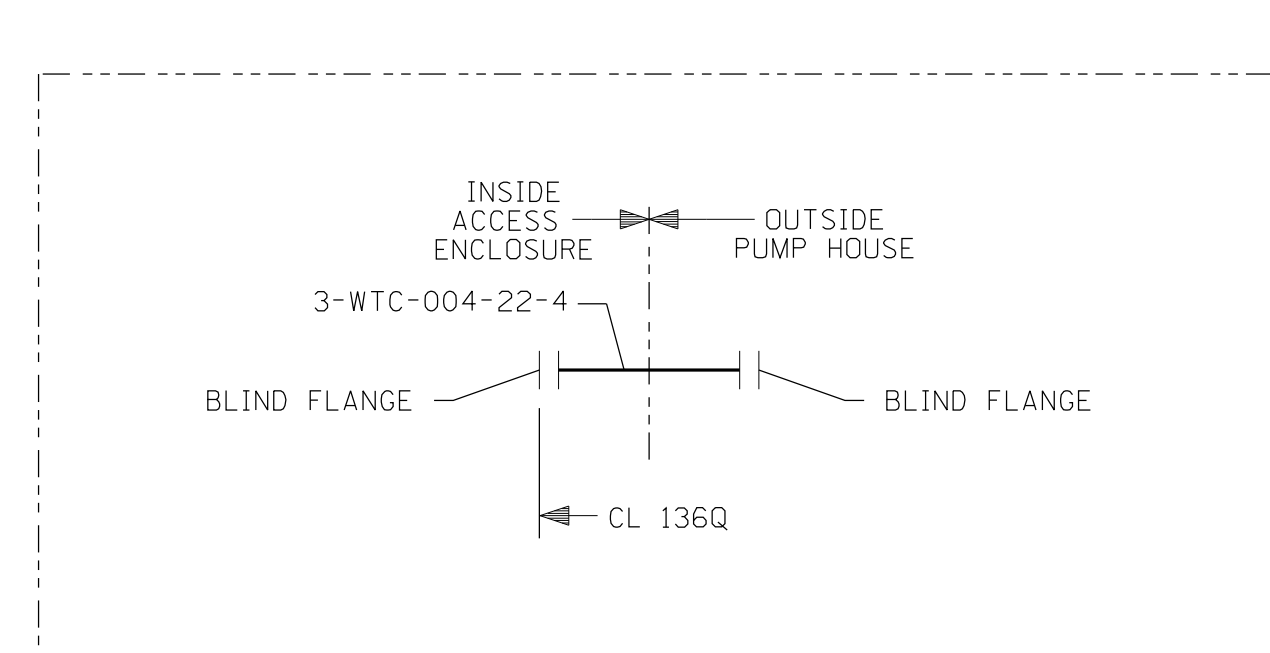 INSIDE
ACCESS
ENCLOSURE
OUTSIDE
PUMP HOUSE
3-WTC-004-22-4
BLIND FLANGE
BLIND FLANGE
CL 136Q